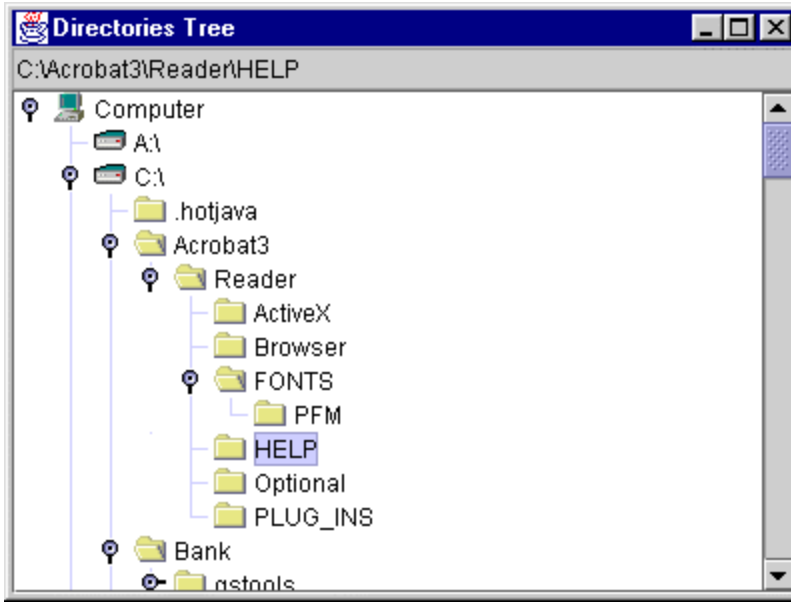 Directories Tree
C:\Acrobat3\Reader\HELP
Computer
A:\
C:\
.hotjava
Acrobat3
Reader
ActiveX
Browser
FONTS
PFM
HELP
Optional
PLUG_INS
Bank